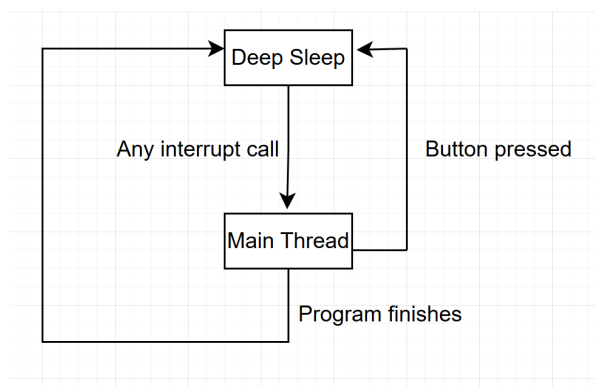 Deep Sleep
Any interrupt call
Button pressed
Main Thread
Program finishes